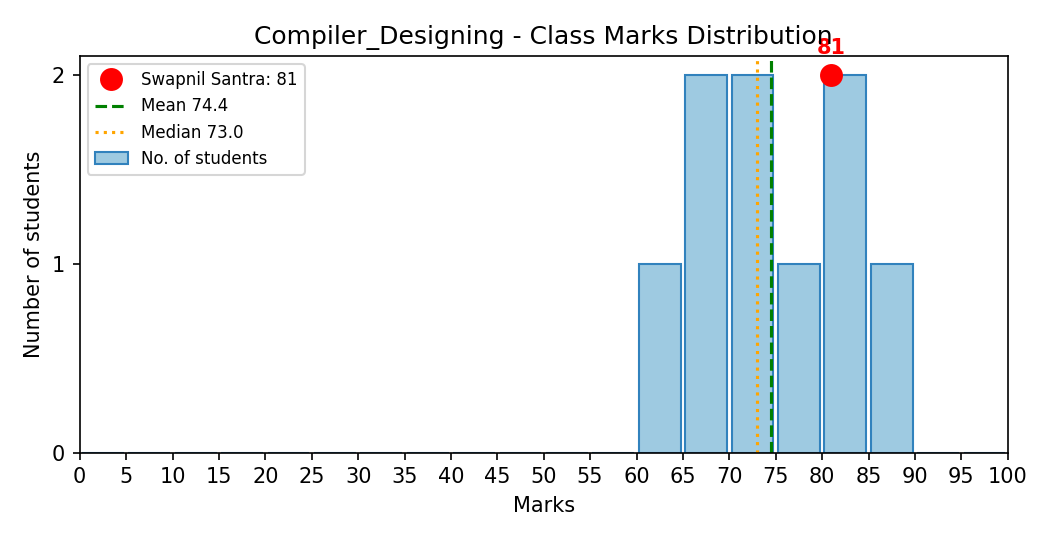 Compiler_Designing - Class Marks Distribution
81
Swapnil Santra: 81
Mean 74.4
Median 73.0
No. of students
Number of students
2
1
0
0 5 10 15 20 25 30 35 40 45 50 55 60 65 70 75 80 85 90 95 100
Marks